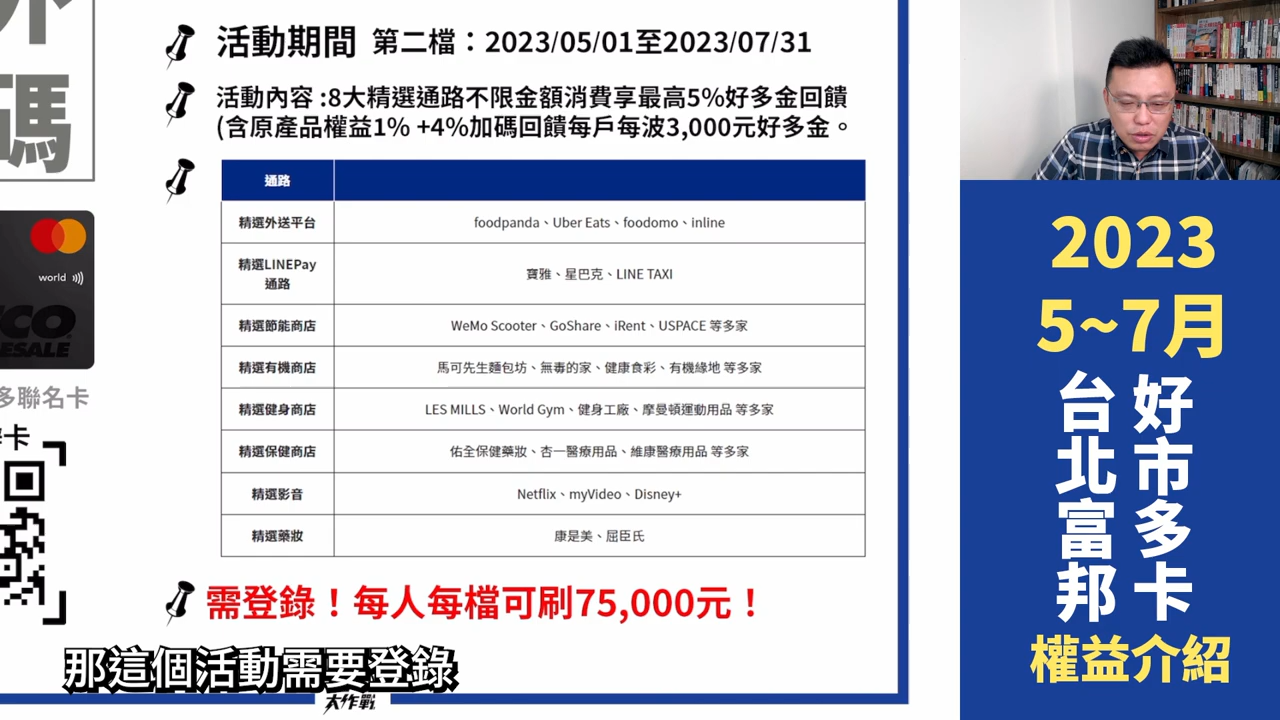 外
碼
活動期間 第二檔：2023/05/01至2023/07/31
活動內容 :8大精選通路不限金額消費享最高5%好多金回饋
(含原產品權益1% +4%加碼回饋每戶每波3,000元好多金。
通路
精選外送平台 foodpanda、Uber Eats、foodomo、inline
精選LINEPay
通路 寶雅、星巴克、LINE TAXI
精選節能商店 WeMo Scooter、GoShare、iRent、USPACE 等多家
精選有機商店 馬可先生麵包坊、無毒的家、健康食彩、有機緣地 等多家
精選健身商店 LES MILLS、World Gym、健身工廠、摩曼頓運動用品 等多家
精選保健商店 佑全保健藥妝、杏一醫療用品、維康醫療用品 等多家
精選影音 Netflix、myVideo、Disney+
精選藥妝 康是美、屈臣氏
需登錄！每人每檔可刷75,000元！
world
CO
ESALE
多聯名卡
卡
那這個活動需要登錄
大作戰
2023
5~7月
台北富邦
好市多卡
權益介紹